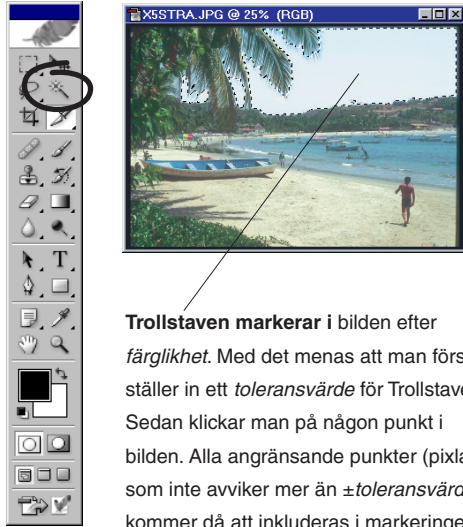 X5STRA.JPG @ 25% (RGB)
T
Trollstaven markerar i bilden efter
färglikhet. Med det menas att man förs
ställer in ett toleransvärde för Trollstave
Sedan klickar man på någon punkt i
bilden. Alla angränsande punkter (pixla
som inte avviker mer än ±toleransvärd
kommer då att inkluderas i markeringe